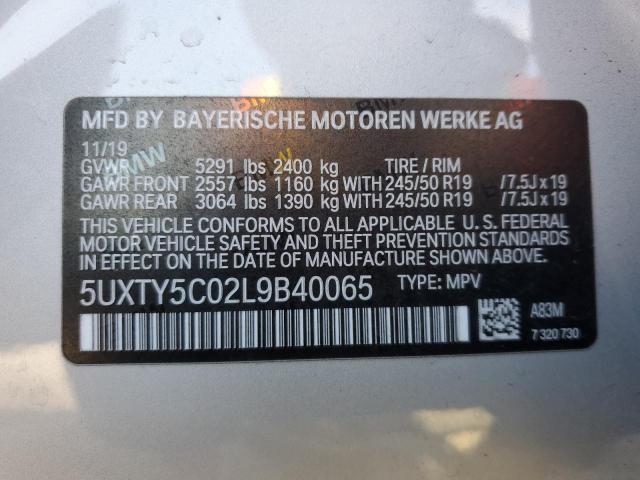 MFD BY BAYERISCHE MOTOREN WERKE AG
11/19
GVWR 5291 lbs 2400 kg TIRE / RIM
GAWR FRONT 2557 lbs 1160 kg WITH 245/50 R19 /7.5J x 19
GAWR REAR 3064 lbs 1390 kg WITH 245/50 R19 /7.5J x 19
THIS VEHICLE CONFORMS TO ALL APPLICABLE U. S. FEDERAL
MOTOR VEHICLE SAFETY AND THEFT PREVENTION STANDARDS
IN EFFECT ON THE DATE OF MANUFACTURE SHOWN ABOVE.
5UXTY5C02L9B40065 TYPE: MPV
A83M
7 320 730
BMW
BMW
BMW